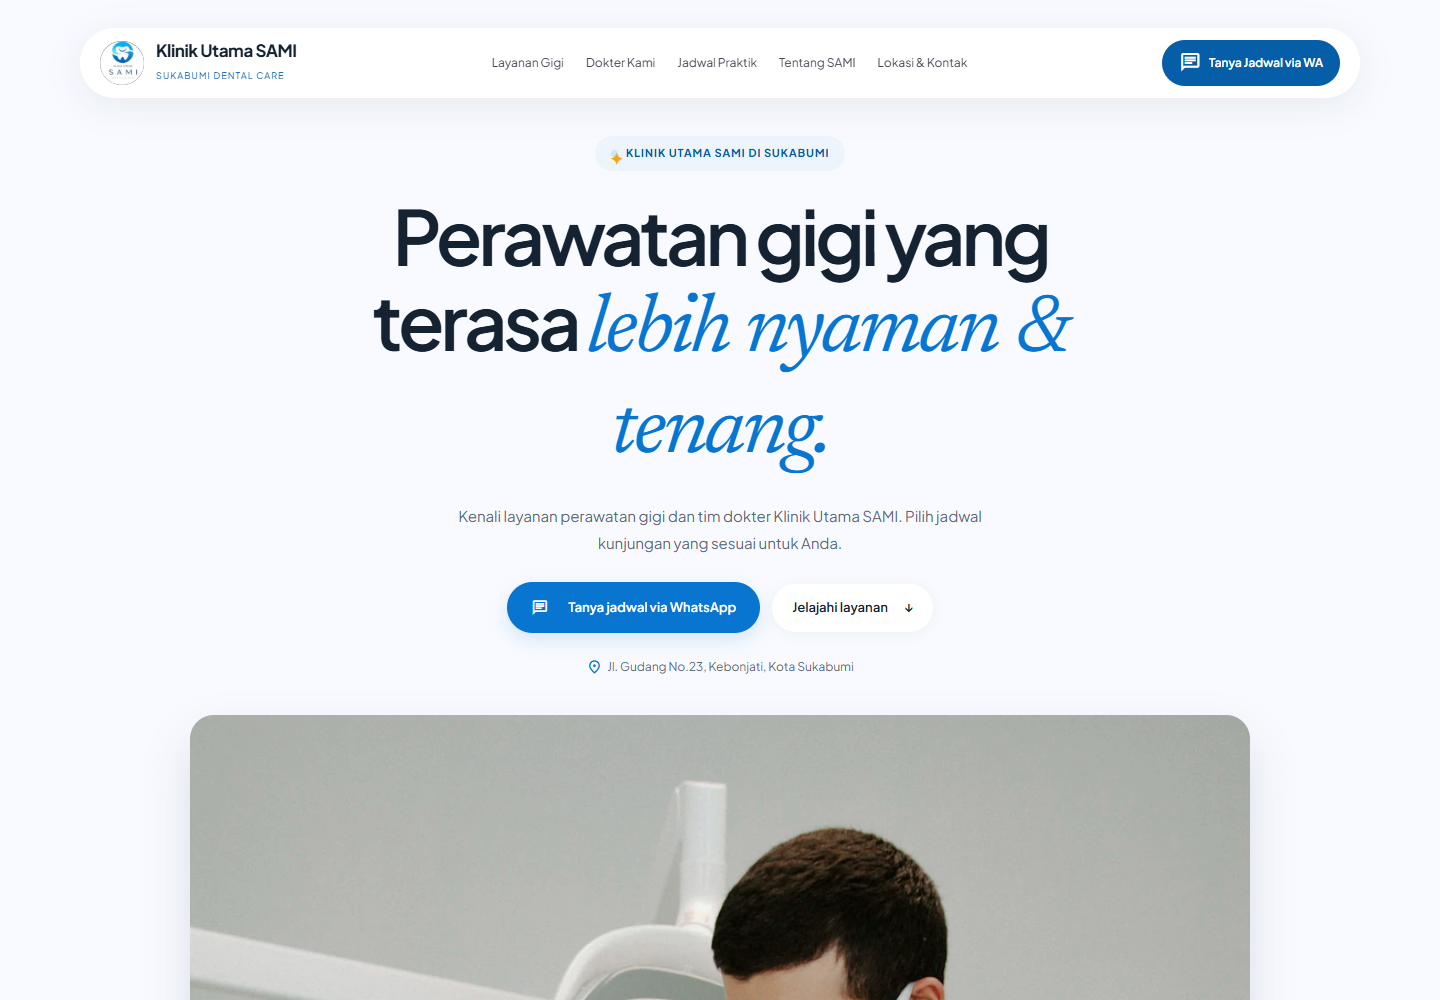 SAMI
Klinik Utama SAMI
SUKABUMI DENTAL CARE
Layanan Gigi
Dokter Kami
Jadwal Praktik
Tentang SAMI
Lokasi & Kontak
Tanya Jadwal via WA
KLINIK UTAMA SAMI DI SUKABUMI
Perawatan gigi yang
terasa lebih nyaman &
tenang.
Kenali layanan perawatan gigi dan tim dokter Klinik Utama SAMI. Pilih jadwal
kunjungan yang sesuai untuk Anda.
Tanya jadwal via WhatsApp
Jelajahi layanan ↓
Jl. Gudang No.23, Kebonjati, Kota Sukabumi